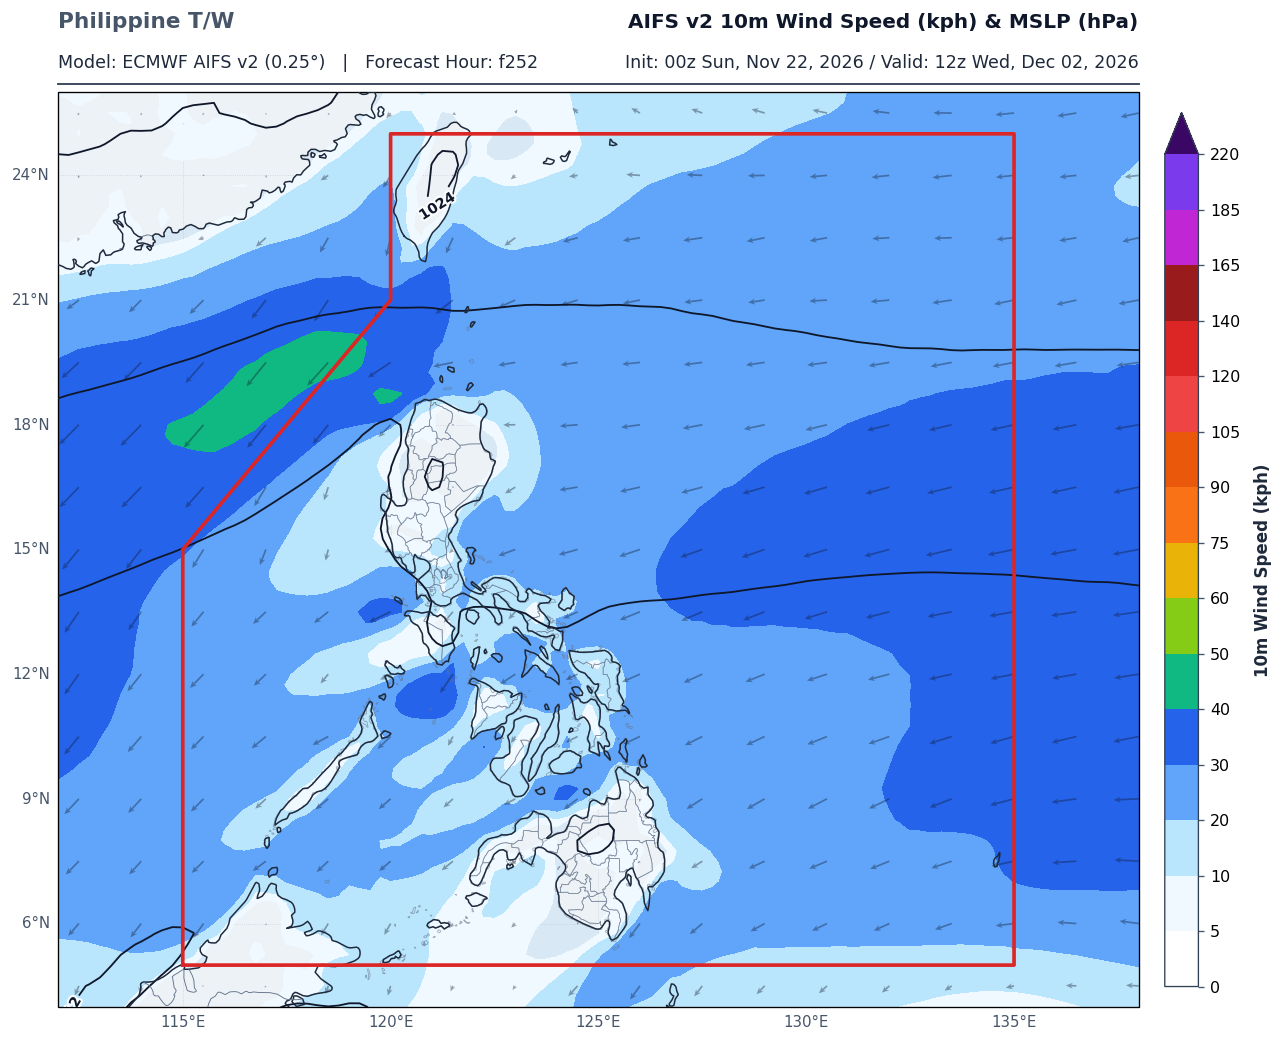 Philippine T/W
AIFS v2 10m Wind Speed (kph) & MSLP (hPa)
Model: ECMWF AIFS v2 (0.25°) | Forecast Hour: f252
Init: 00z Sun, Nov 22, 2026 / Valid: 12z Wed, Dec 02, 2026
24°N
21°N
18°N
15°N
12°N
9°N
6°N
1024
2
115°E
120°E
125°E
130°E
135°E
220
185
165
140
120
105
90
75
60
50
40
30
20
10
5
0
10m Wind Speed (kph)